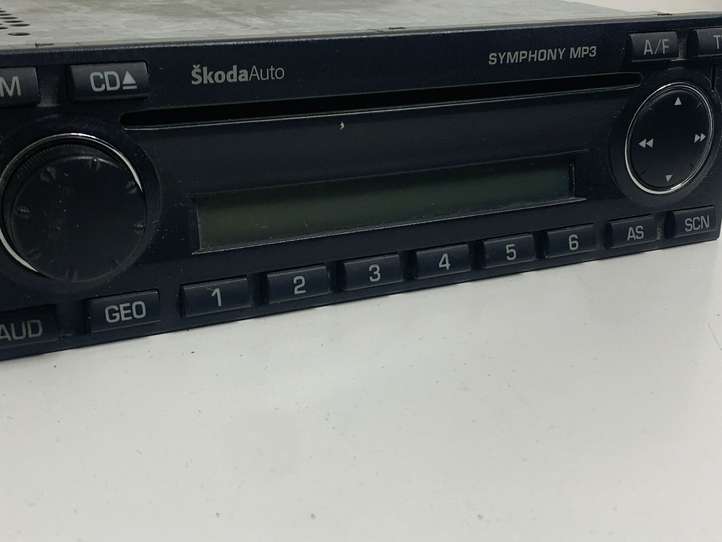 M CD ŠkodaAuto SYMPHONY MP3 A/F T
AUD GEO 1 2 3 4 5 6 AS SCN